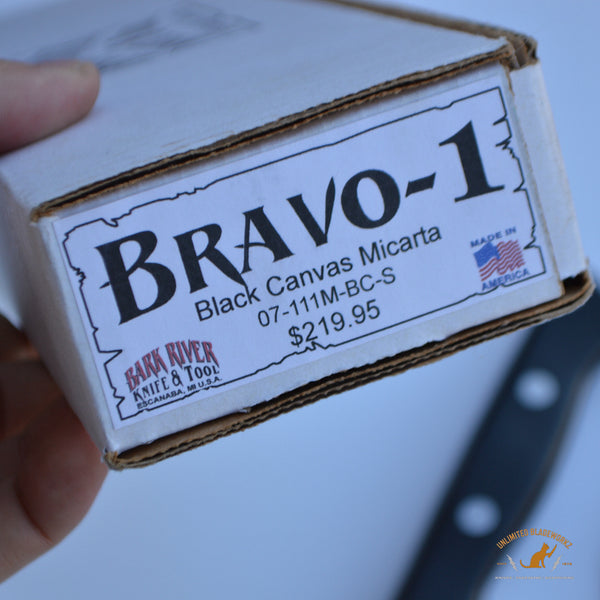 BRAVO-1
Black Canvas Micarta
07-111M-BC-S
$219.95
BARK RIVER
KNIFE & TOOL
ESCANABA, MI U.S.A.
MADE IN
AMERICA